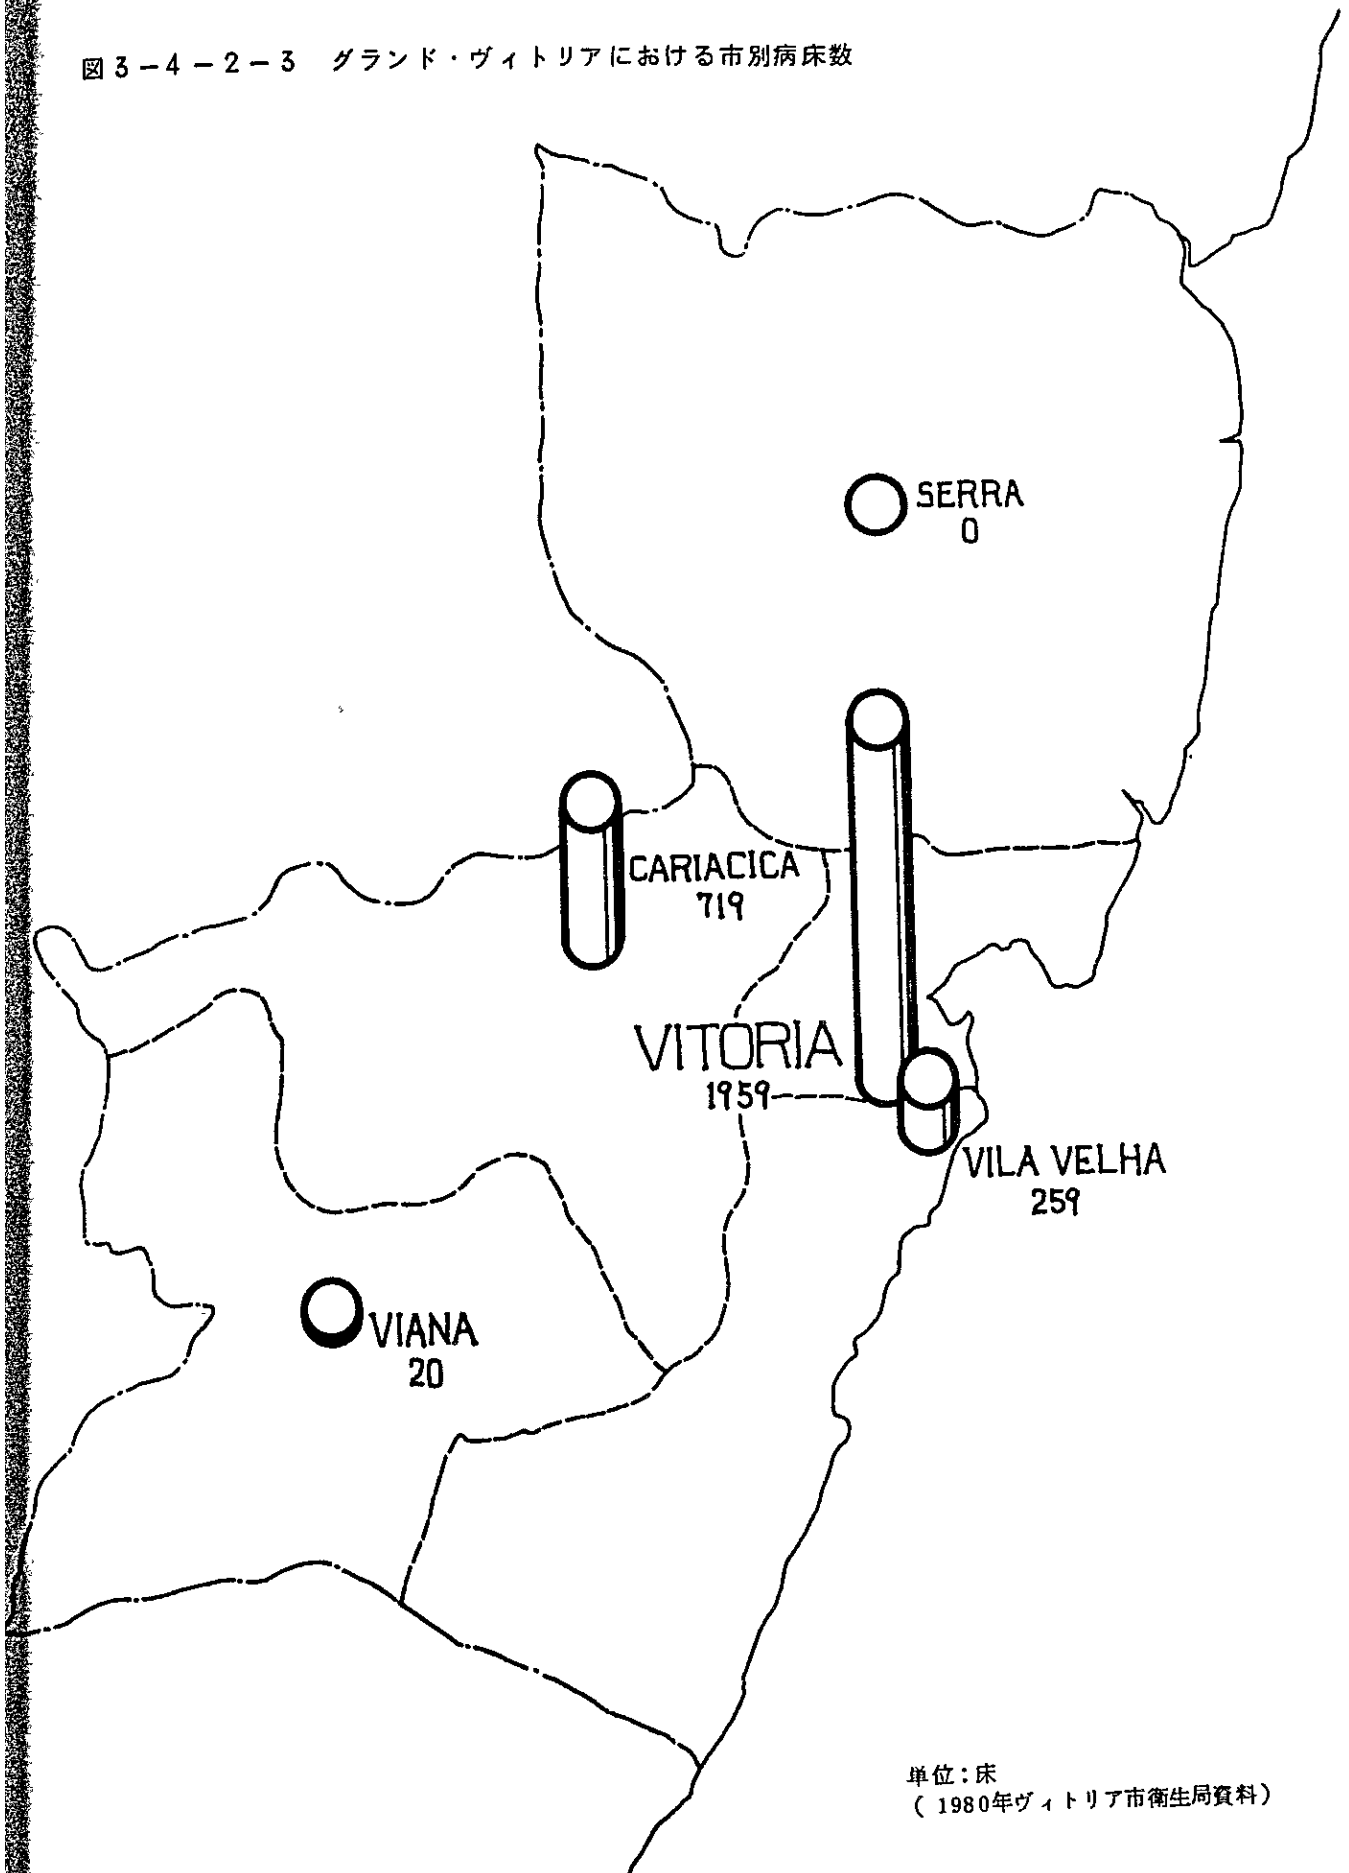 図3-4-2-3 グランド・ヴィトリアにおける市別病床数
SERRA
0
CARIACICA
719
VITORIA
1959
VILA VELHA
259
VIANA
20
単位:床
(1980年ヴィトリア市衛生局資料)